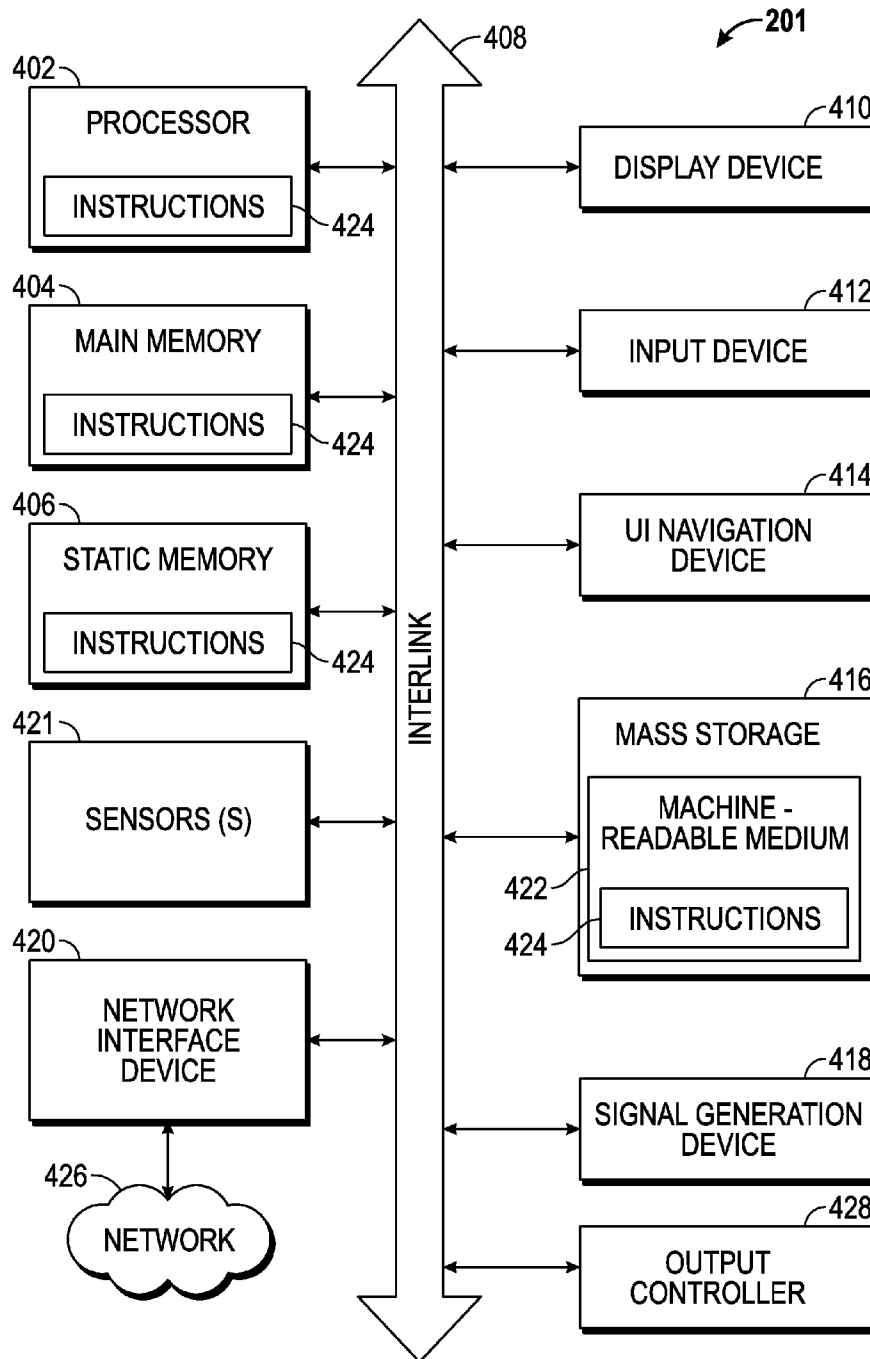 408
201
402
PROCESSOR
INSTRUCTIONS
424
404
MAIN MEMORY
INSTRUCTIONS
424
406
STATIC MEMORY
INSTRUCTIONS
424
421
SENSORS (S)
420
NETWORK
INTERFACE
DEVICE
426
NETWORK
INTERLINK
410
DISPLAY DEVICE
412
INPUT DEVICE
414
UI NAVIGATION
DEVICE
416
MASS STORAGE
MACHINE -
READABLE MEDIUM
422
INSTRUCTIONS
424
418
SIGNAL GENERATION
DEVICE
428
OUTPUT
CONTROLLER